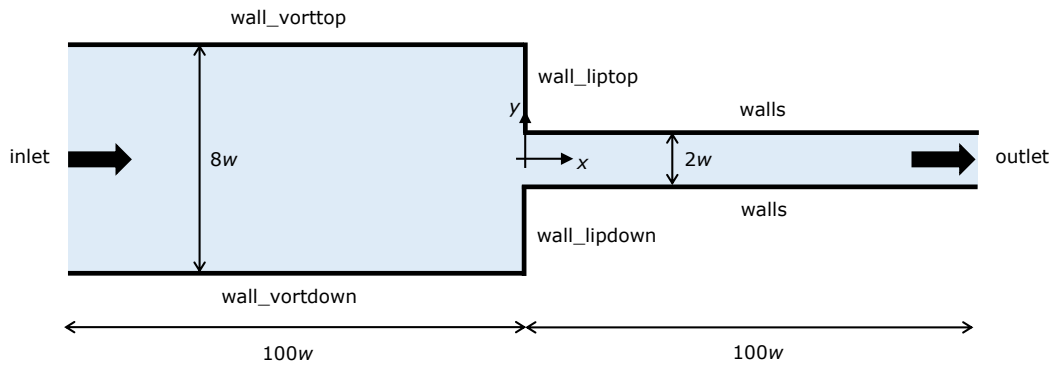 wall_vorttop
wall_liptop
y
walls
inlet
8w
x
2w
outlet
walls
wall_lipdown
wall_vortdown
100w
100w